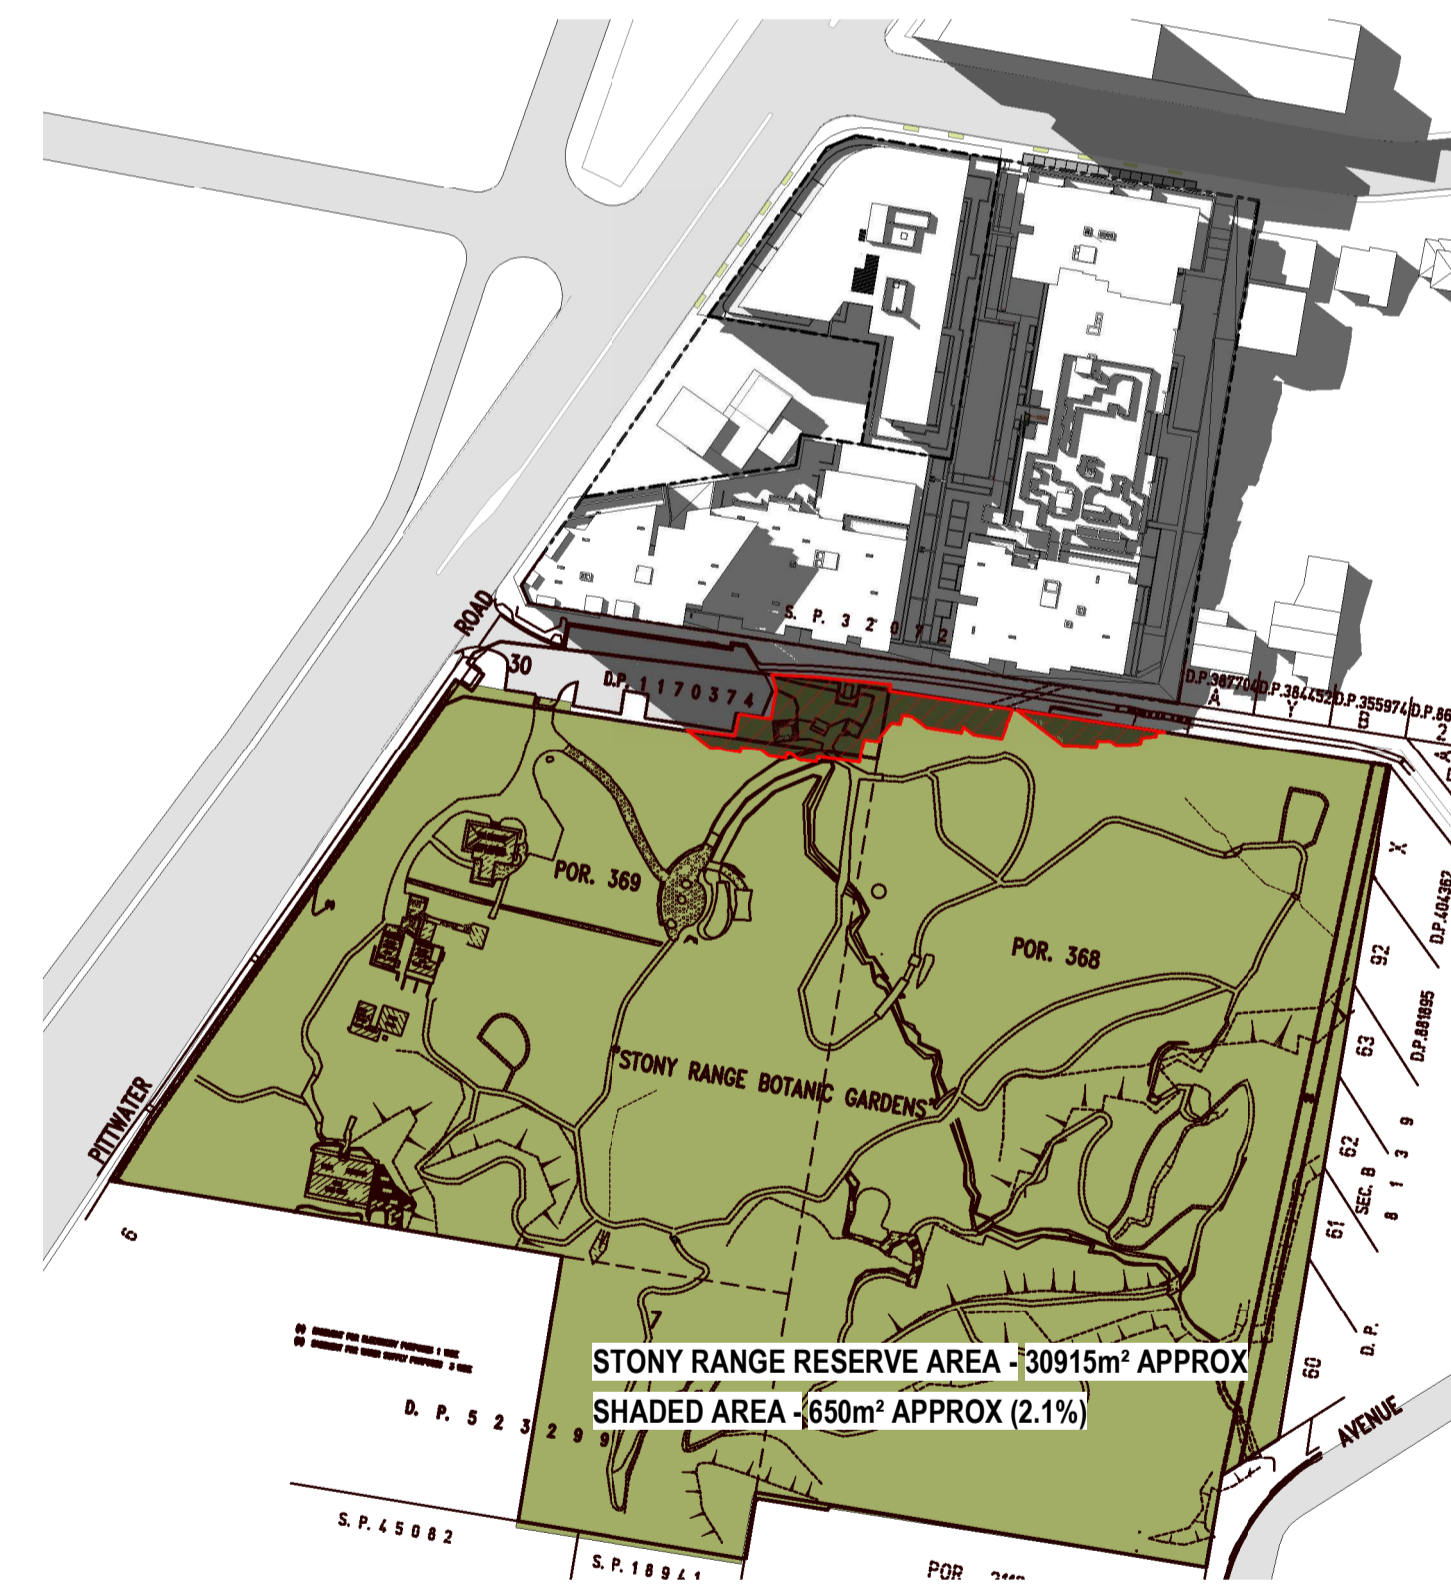 ROAD
30
S. P. 3 2 0 7 2
D.P. 1 1 7 0 3 7 4
D.P.387704
D.P.384452
D.P.355974
D.P.86
A
Y
B
2
A
POR. 369
POR. 368
X
D.P.404362
92
D.P.881895
63
"STONY RANGE BOTANIC GARDENS"
PITTWATER
62
SEC. B
8 1 3 9
61
6
7
D. P.
60
STONY RANGE RESERVE AREA - 30915m² APPROX
SHADED AREA - 650m² APPROX (2.1%)
D. P. 5 2 3 2 9 9
AVENUE
S. P. 4 5 0 8 2
S. P. 1 8 9 4 1
POR